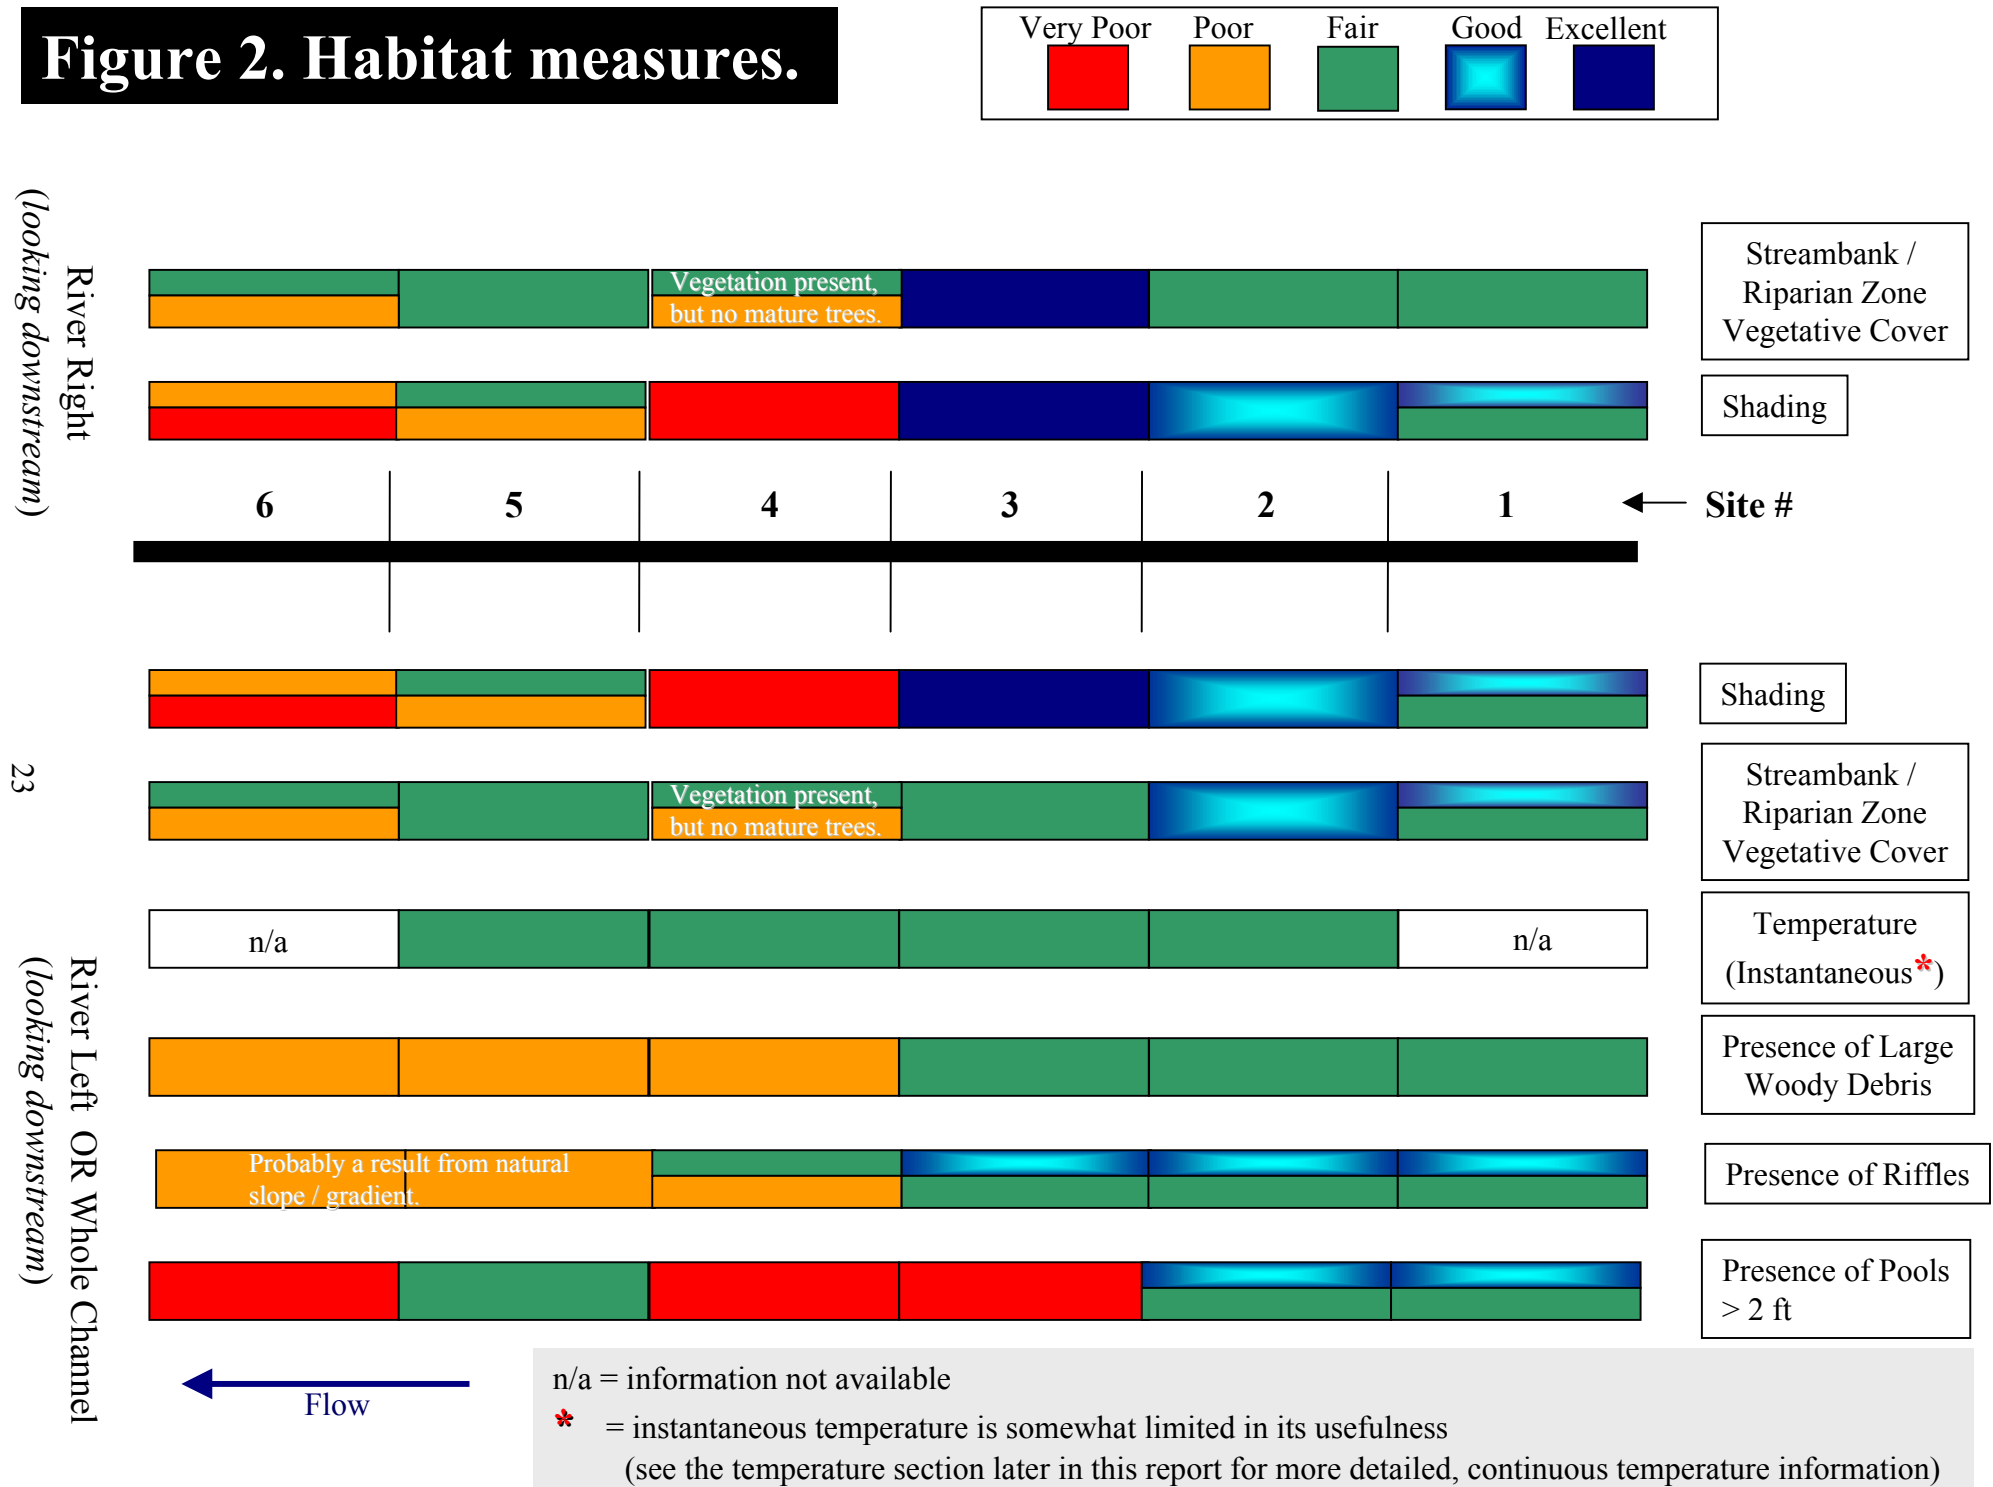 Figure 2. Habitat measures.
Very Poor Poor Fair Good Excellent
River Right
(looking downstream)
Streambank /
Riparian Zone
Vegetative Cover
Vegetation present,
but no mature trees.
Shading
6 5 4 3 2 1 Site #
Shading
Streambank /
Riparian Zone
Vegetative Cover
Vegetation present,
but no mature trees.
23
River Left OR Whole Channel
(looking downstream)
n/a n/a
Temperature
(Instantaneous*)
Presence of Large
Woody Debris
Probably a result from natural
slope / gradient.
Presence of Riffles
Presence of Pools
> 2 ft
Flow
n/a = information not available
* = instantaneous temperature is somewhat limited in its usefulness
(see the temperature section later in this report for more detailed, continuous temperature information)